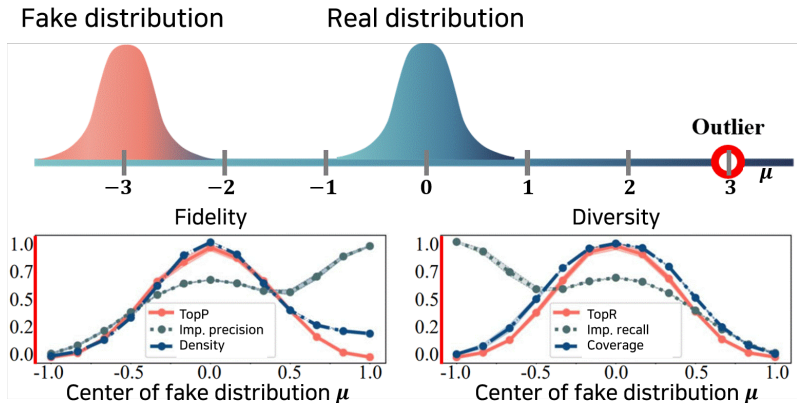 Fake distribution Real distribution
Outlier
−3 −2 −1 0 1 2 3 μ
Fidelity Diversity
1.0 1.0
0.7 0.7
0.5 0.5
0.2 0.2
0.0 0.0
TopP
Imp. precision
Density
TopR
Imp. recall
Coverage
-1.0 -0.5 0.0 0.5 1.0 -1.0 -0.5 0.0 0.5 1.0
Center of fake distribution μ Center of fake distribution μ